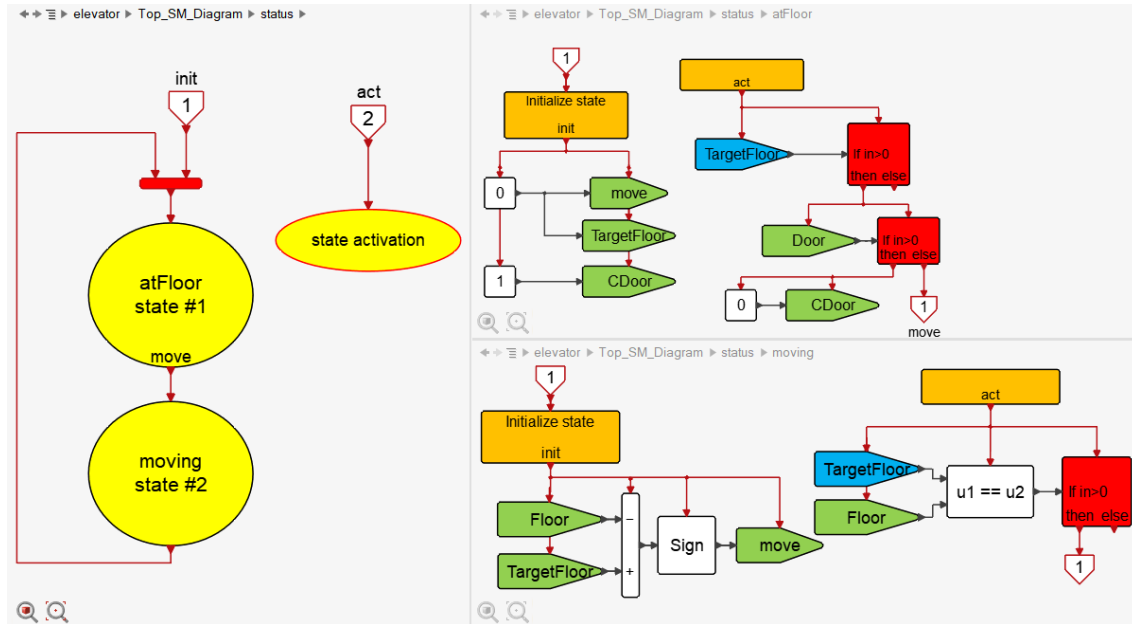 elevator Top_SM_Diagram status
init
1
act
2
state activation
atFloor
state #1
move
moving
state #2
elevator Top_SM_Diagram status atFloor
1
Initialize state
init
0
move
TargetFloor
1
CDoor
act
TargetFloor
If in>0
then else
Door
If in>0
then else
0
CDoor
1
move
elevator Top_SM_Diagram status moving
1
Initialize state
init
Floor
−
TargetFloor
+
Sign
move
act
TargetFloor
Floor
u1 == u2
If in>0
then else
1